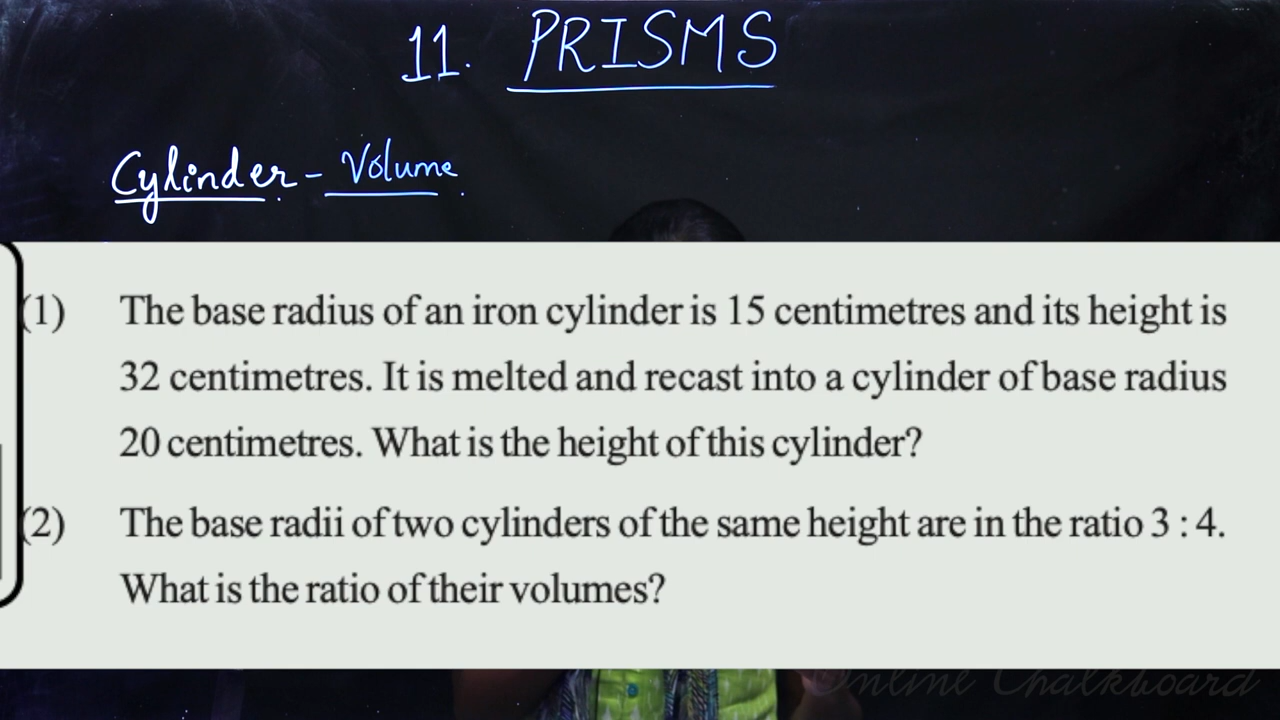 11. PRISMS
Cylinder - Volume
(1) The base radius of an iron cylinder is 15 centimetres and its height is
32 centimetres. It is melted and recast into a cylinder of base radius
20 centimetres. What is the height of this cylinder?
(2) The base radii of two cylinders of the same height are in the ratio 3 : 4.
What is the ratio of their volumes?
Online Chalkboard